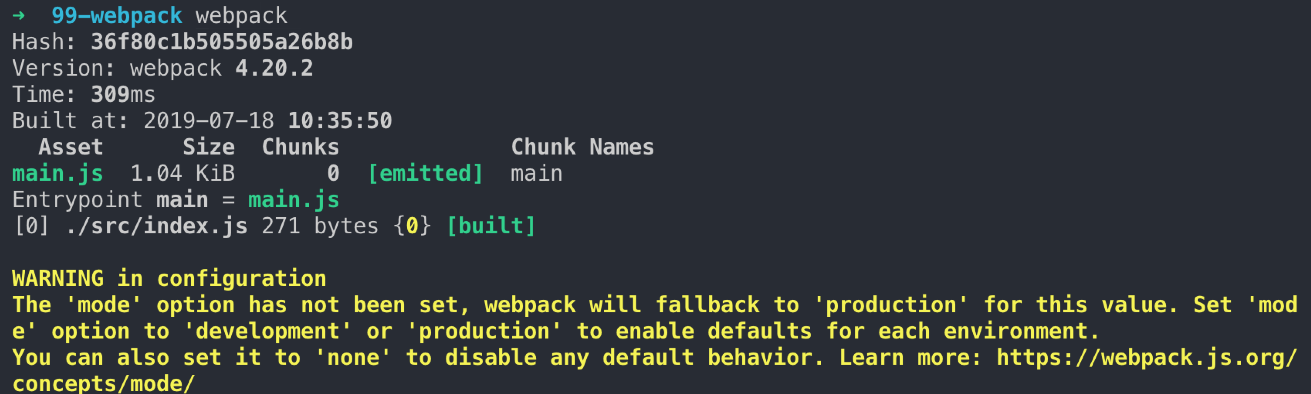 ➜  99-webpack webpack
Hash: 36f80c1b505505a26b8b
Version: webpack 4.20.2
Time: 309ms
Built at: 2019-07-18 10:35:50
  Asset      Size  Chunks             Chunk Names
main.js  1.04 KiB       0  [emitted]  main
Entrypoint main = main.js
[0] ./src/index.js 271 bytes {0} [built]

WARNING in configuration
The 'mode' option has not been set, webpack will fallback to 'production' for this value. Set 'mod
e' option to 'development' or 'production' to enable defaults for each environment.
You can also set it to 'none' to disable any default behavior. Learn more: https://webpack.js.org/
concepts/mode/